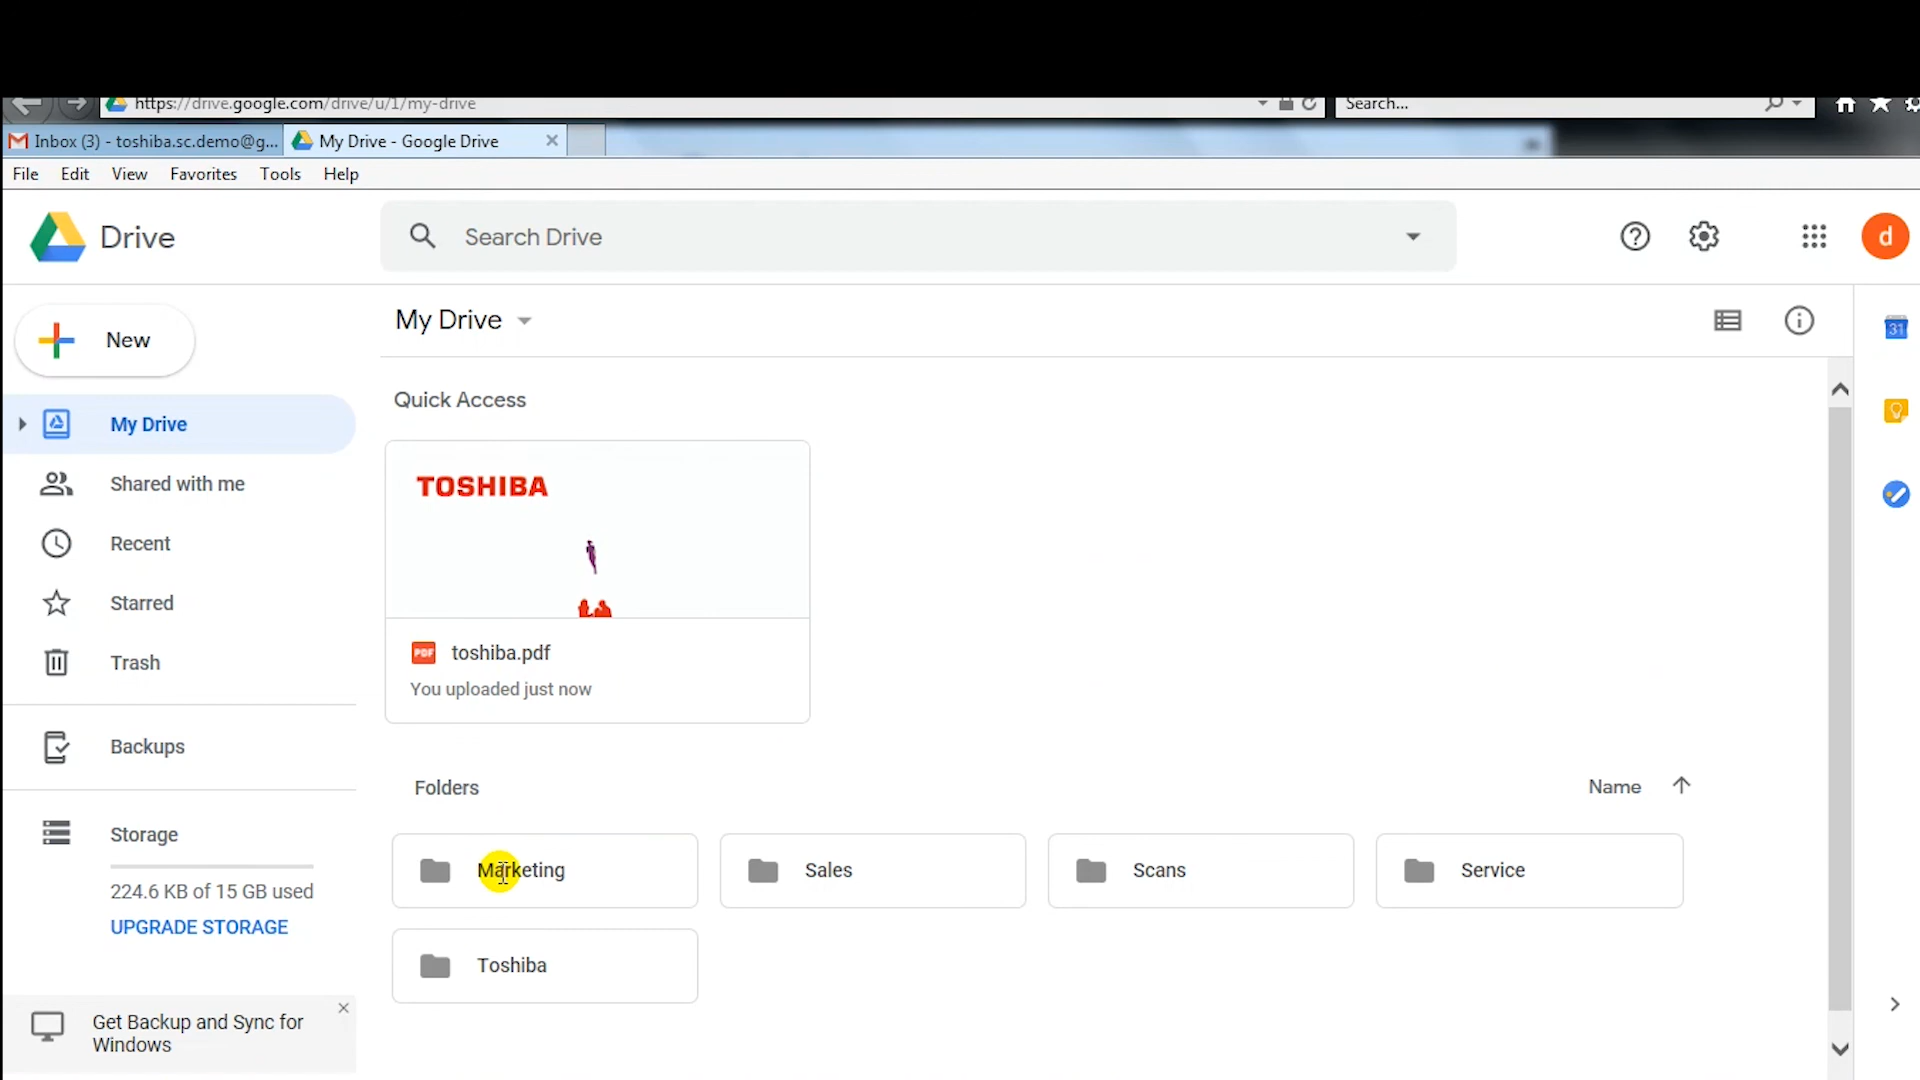 https://drive.google.com/drive/u/1/my-drive
Search...
Inbox (3) - toshiba.sc.demo@g...
My Drive - Google Drive
File Edit View Favorites Tools Help
Drive
Search Drive
d
New
My Drive
31
Quick Access
My Drive
TOSHIBA
Shared with me
Recent
Starred
PDF toshiba.pdf
Trash
You uploaded just now
Backups
Folders
Name
Storage
Marketing
Sales
Scans
Service
224.6 KB of 15 GB used
UPGRADE STORAGE
Toshiba
Get Backup and Sync for
Windows